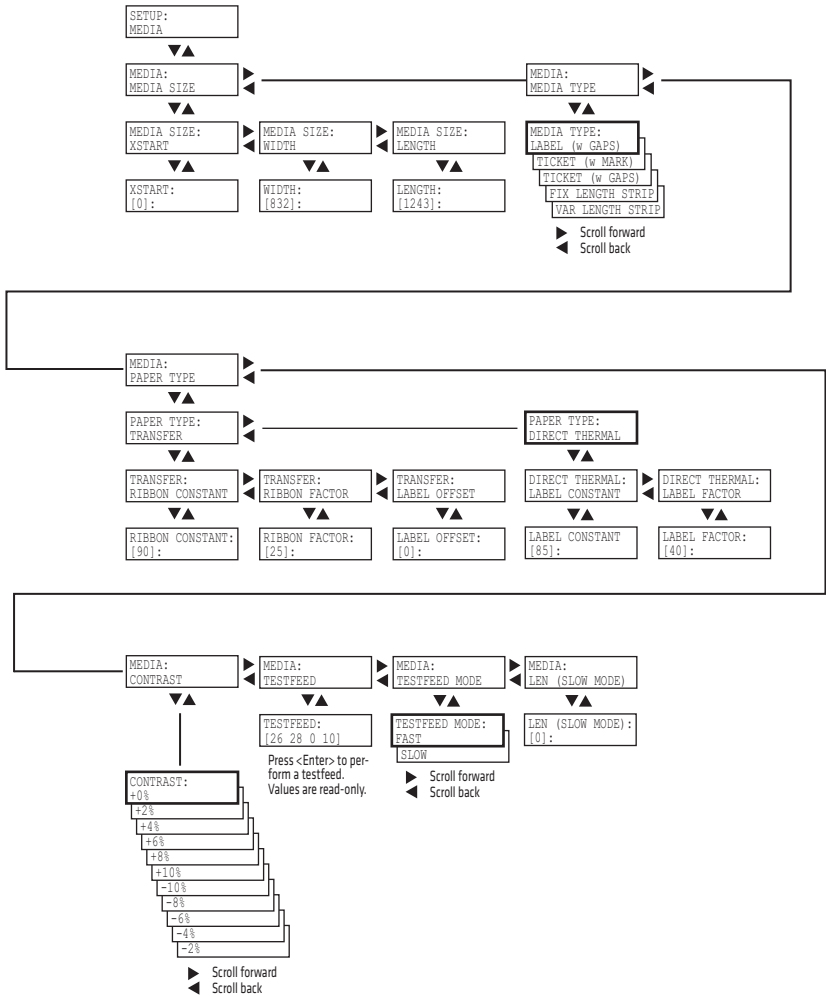 SETUP:
MEDIA
MEDIA:
MEDIA SIZE
MEDIA:
MEDIA TYPE
MEDIA SIZE:
XSTART
MEDIA SIZE:
WIDTH
MEDIA SIZE:
LENGTH
MEDIA TYPE:
LABEL (w GAPS)
TICKET (w MARK)
TICKET (w GAPS)
FIX LENGTH STRIP
VAR LENGTH STRIP
XSTART:
[0]:
WIDTH:
[832]:
LENGTH:
[1243]:
Scroll forward
Scroll back
MEDIA:
PAPER TYPE
PAPER TYPE:
TRANSFER
PAPER TYPE:
DIRECT THERMAL
TRANSFER:
RIBBON CONSTANT
TRANSFER:
RIBBON FACTOR
TRANSFER:
LABEL OFFSET
DIRECT THERMAL:
LABEL CONSTANT
DIRECT THERMAL:
LABEL FACTOR
RIBBON CONSTANT:
[90]:
RIBBON FACTOR:
[25]:
LABEL OFFSET:
[0]:
LABEL CONSTANT
[85]:
LABEL FACTOR:
[40]:
MEDIA:
CONTRAST
MEDIA:
TESTFEED
MEDIA:
TESTFEED MODE
MEDIA:
LEN (SLOW MODE)
TESTFEED:
[26 28 0 10]
Press <Enter> to per-
form a testfeed.
Values are read-only.
TESTFEED MODE:
FAST
SLOW
Scroll forward
Scroll back
LEN (SLOW MODE):
[0]:
CONTRAST:
+0%
+2%
+4%
+6%
+8%
+10%
-10%
-8%
-6%
-4%
-2%
Scroll forward
Scroll back